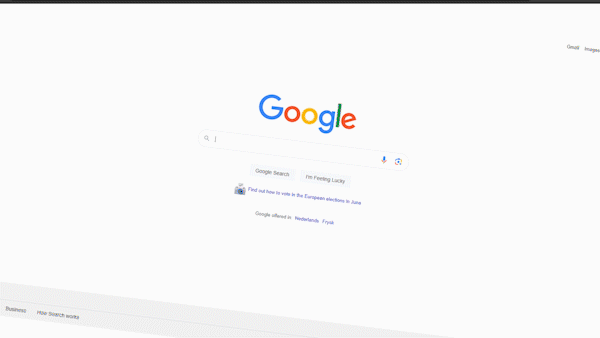 Gmail Images
Google
Google Search I'm Feeling Lucky
Find out how to vote in the European elections in June
Google offered in: Nederlands Frysk
Business How Search works